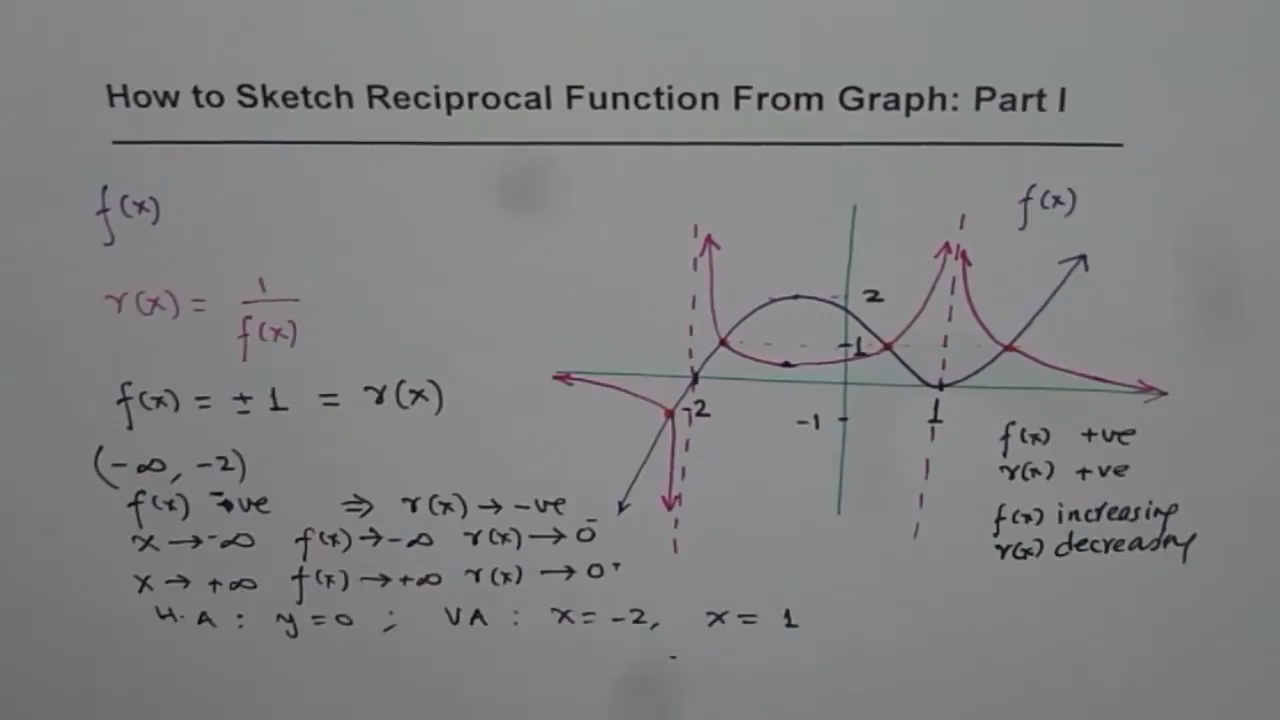 How to Sketch Reciprocal Function From Graph: Part I
f(x)
r(x) = 1/f(x)
f(x) = ± 1 = r(x)
(-∞, -2)
f(x) -ve ⇒ r(x) → -ve
x → -∞ f(x) → -∞ r(x) → 0⁻
x → +∞ f(x) → +∞ r(x) → 0⁺
H.A : y = 0 ; VA : x = -2, x = 1
f(x)
2
1
-2
-1
1
f(x) +ve
r(x) +ve
f(x) increasing
r(x) decreasing